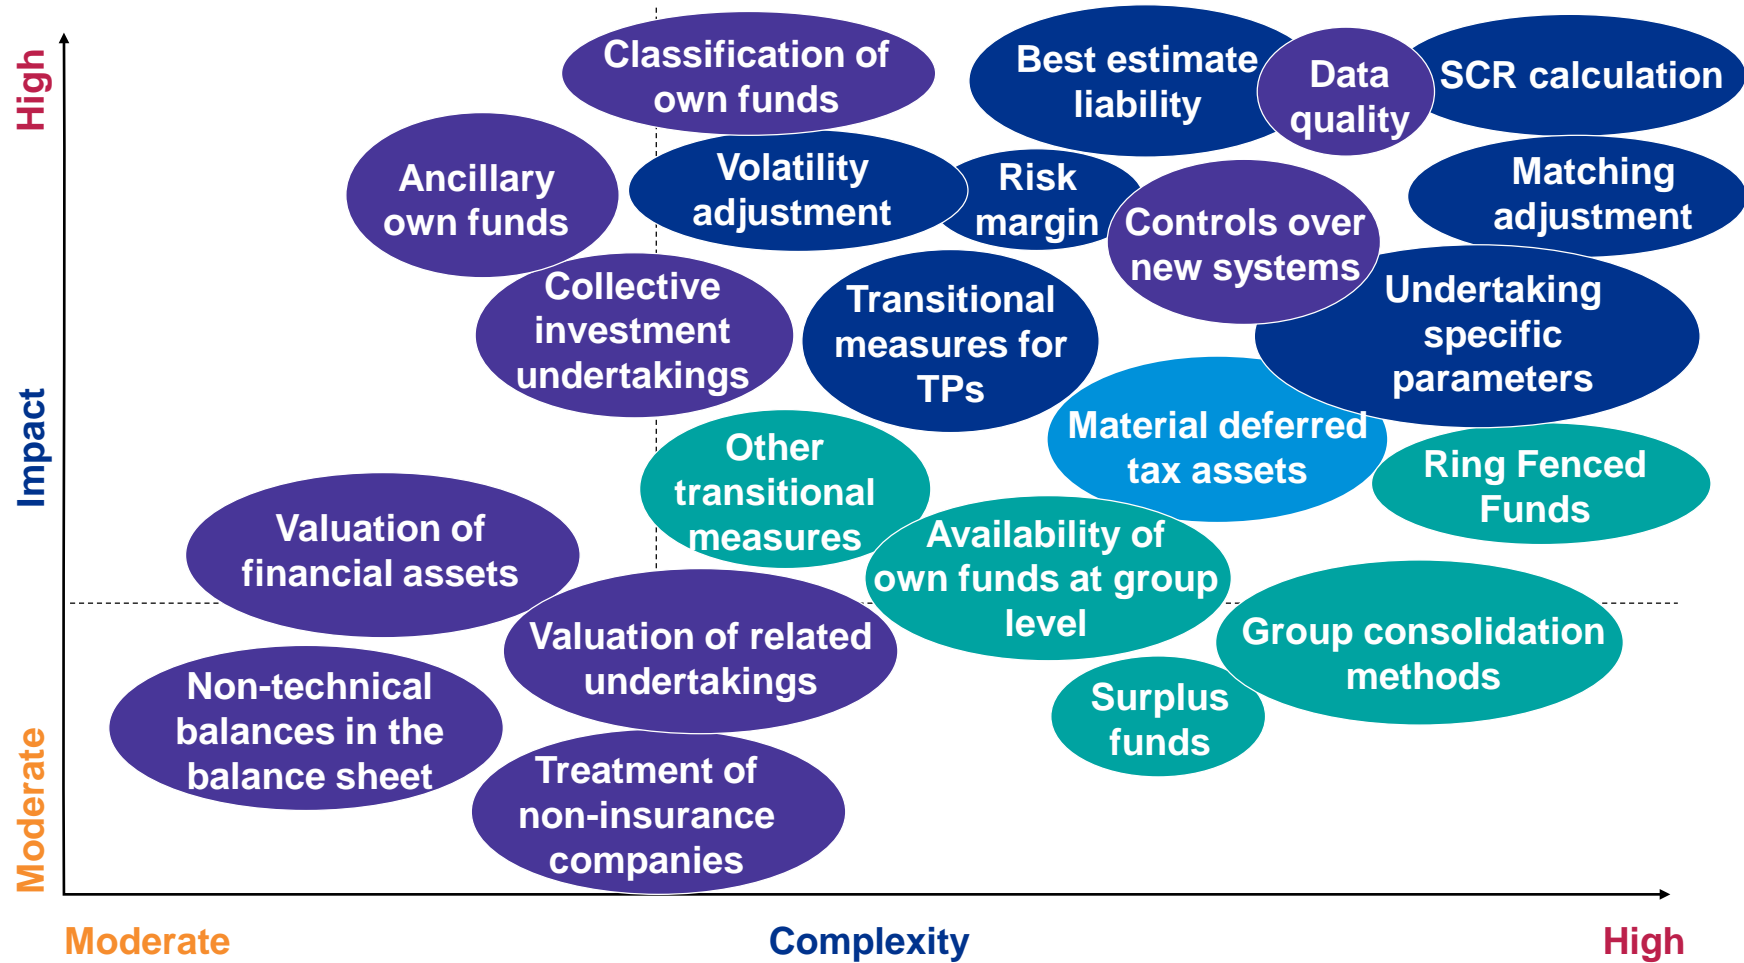 High
Classification of
own funds
Best estimate
liability
Data
quality
SCR calculation
Ancillary
own funds
Volatility
adjustment
Risk
margin
Controls over
new systems
Matching
adjustment
Collective
investment
undertakings
Transitional
measures for
TPs
Undertaking
specific
parameters
Impact
Other
transitional
measures
Material deferred
tax assets
Ring Fenced
Funds
Valuation of
financial assets
Availability of
own funds at group
level
Valuation of related
undertakings
Group consolidation
methods
Non-technical
balances in the
balance sheet
Surplus
funds
Treatment of
non-insurance
companies
Moderate
Moderate
Complexity
High